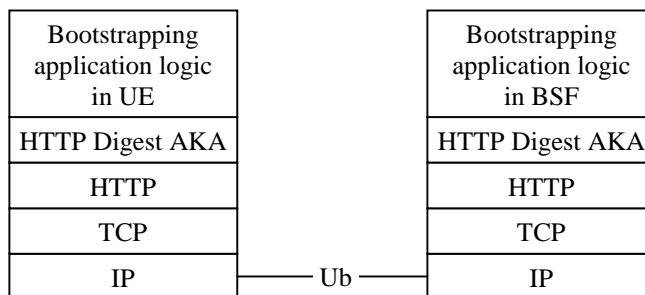 Bootstrapping
application logic
in UE
HTTP Digest AKA
HTTP
TCP
IP
Ub
Bootstrapping
application logic
in BSF
HTTP Digest AKA
HTTP
TCP
IP